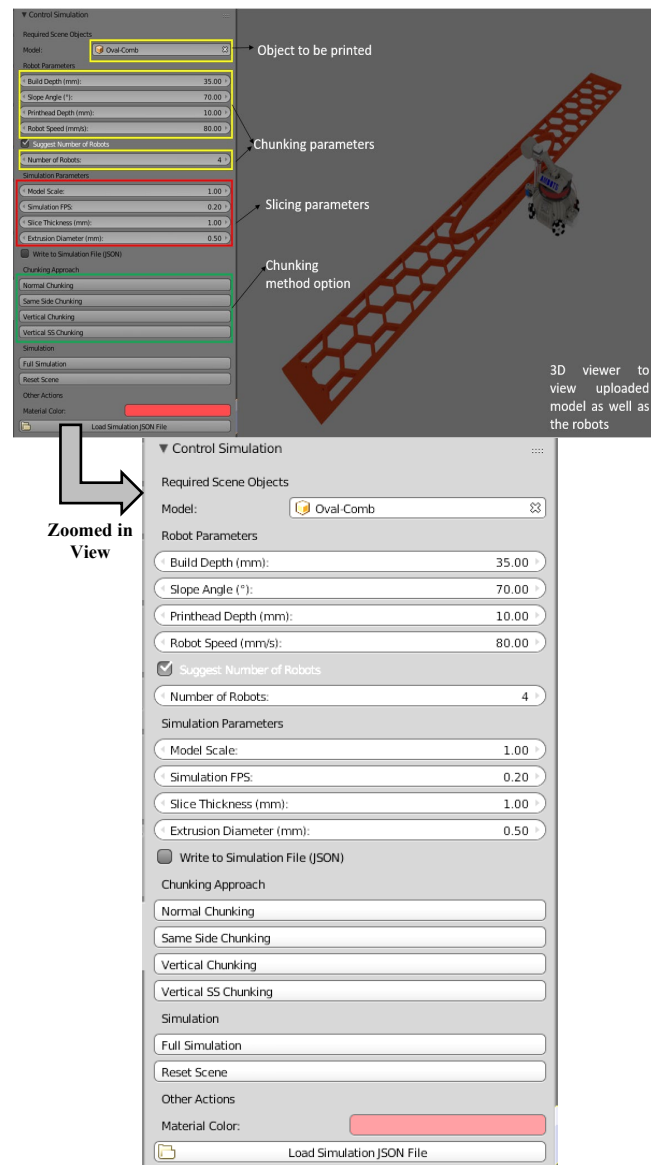 ▼ Control Simulation
Required Scene Objects
Model: Oval-Comb
Object to be printed
Robot Parameters
Build Depth (mm): 35.00
Slope Angle (°): 70.00
Printhead Depth (mm): 10.00
Robot Speed (mm/s): 80.00
Suggest Number of Robots
Chunking parameters
Number of Robots: 4
Simulation Parameters
Model Scale: 1.00
Simulation FPS: 0.20
Slicing parameters
Slice Thickness (mm): 1.00
Extrusion Diameter (mm): 0.50
Write to Simulation File (JSON)
Chunking Approach
Chunking
method option
Normal Chunking
Same Side Chunking
Vertical Chunking
Vertical SS Chunking
Simulation
Full Simulation
Reset Scene
Other Actions
Material Color:
Load Simulation JSON File
3D viewer to
view uploaded
model as well as
the robots
Zoomed in
View
▼ Control Simulation
Required Scene Objects
Model: Oval-Comb
Robot Parameters
Build Depth (mm): 35.00
Slope Angle (°): 70.00
Printhead Depth (mm): 10.00
Robot Speed (mm/s): 80.00
Suggest Number of Robots
Number of Robots: 4
Simulation Parameters
Model Scale: 1.00
Simulation FPS: 0.20
Slice Thickness (mm): 1.00
Extrusion Diameter (mm): 0.50
Write to Simulation File (JSON)
Chunking Approach
Normal Chunking
Same Side Chunking
Vertical Chunking
Vertical SS Chunking
Simulation
Full Simulation
Reset Scene
Other Actions
Material Color:
Load Simulation JSON File